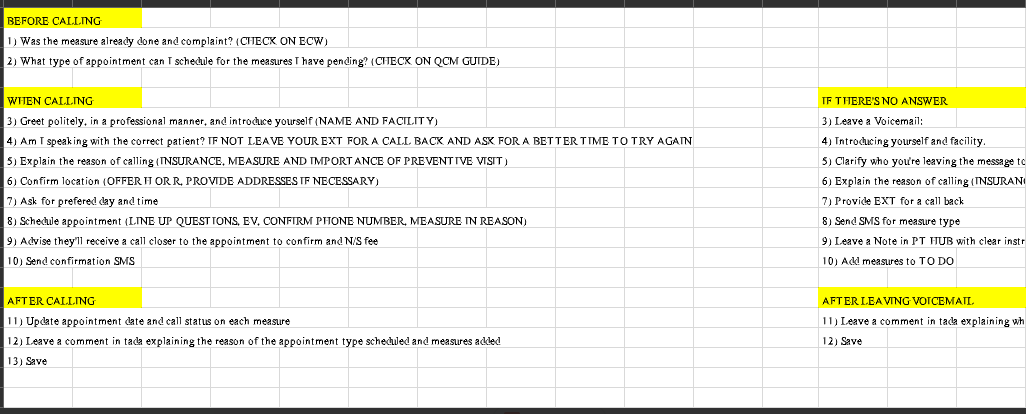 BEFORE CALLING
1) Was the measure already done and complaint? (CHECK ON ECW)
2) What type of appointment can I schedule for the measures I have pending? (CHECK ON QCM GUIDE)
WHEN CALLING
3) Greet politely, in a professional manner, and introduce yourself (NAME AND FACILITY)
4) Am I speaking with the correct patient? IF NOT LEAVE YOUR EXT FOR A CALL BACK AND ASK FOR A BETTER TIME TO TRY AGAIN
5) Explain the reason of calling (INSURANCE, MEASURE AND IMPORTANCE OF PREVENTIVE VISIT)
6) Confirm location (OFFER H OR R, PROVIDE ADDRESSES IF NECESSARY)
7) Ask for prefered day and time
8) Schedule appointment (LINE UP QUESTIONS, EV, CONFIRM PHONE NUMBER, MEASURE IN REASON)
9) Advise they'll receive a call closer to the appointment to confirm and N/S fee
10) Send confirmation SMS
AFTER CALLING
11) Update appointment date and call status on each measure
12) Leave a comment in tada explaining the reason of the appointment type scheduled and measures added
13) Save
IF THERE'S NO ANSWER
3) Leave a Voicemail:
4) Introducing yourself and facility.
5) Clarify who you're leaving the message to
6) Explain the reason of calling (INSURAN
7) Provide EXT for a call back
8) Send SMS for measure type
9) Leave a Note in PT HUB with clear instr
10) Add measures to TO DO
AFTER LEAVING VOICEMAIL
11) Leave a comment in tada explaining wh
12) Save